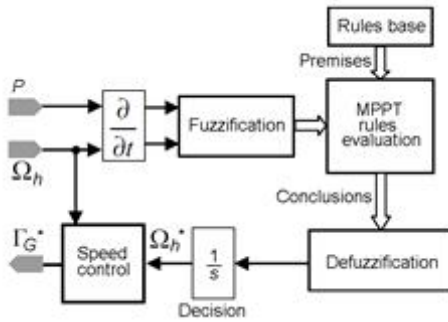 Rules base
Premises
P
∂
∂t
Fuzzification
MPPT
rules
evaluation
Ωh
Conclusions
ΓG*
Speed
control
Ωh*
1
s
Decision
Defuzzification